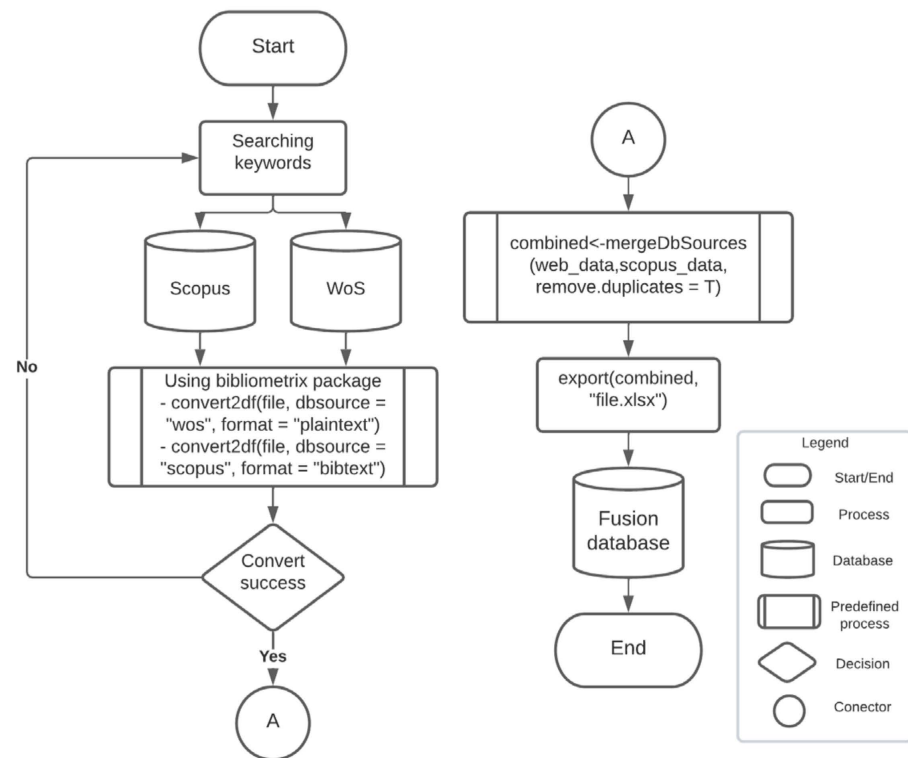 Start
Searching
keywords
Scopus
WoS
No
Using bibliometrix package
- convert2df(file, dbsource =
"wos", format = "plaintext")
- convert2df(file, dbsource =
"scopus", format = "bibtext")
Convert
success
Yes
A
A
combined<-mergeDbSources
(web_data,scopus_data,
remove.duplicates = T)
export(combined,
"file.xlsx")
Fusion
database
End
Legend
Start/End
Process
Database
Predefined
process
Decision
Conector